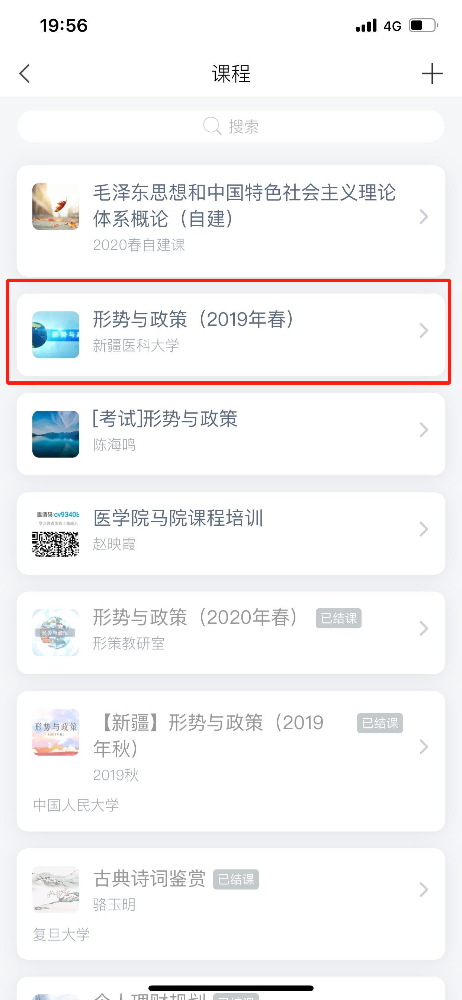 19:56
4G
课程
搜索
毛泽东思想和中国特色社会主义理论
体系概论（自建）
2020春自建课
形势与政
形势与政策（2019年春）
新疆医科大学
[考试]形势与政策
陈海鸣
邀请码:cv93408
学习通首页右上角输入
医学院马院课程培训
赵映霞
形势与政策
形势与政策（2020年春）
已结课
形策教研室
形势与政策
（2019年秋）
【新疆】形势与政策（2019
已结课
年秋）
2019秋
中国人民大学
古典诗词鉴赏
已结课
骆玉明
复旦大学
个人理财规划
已结课